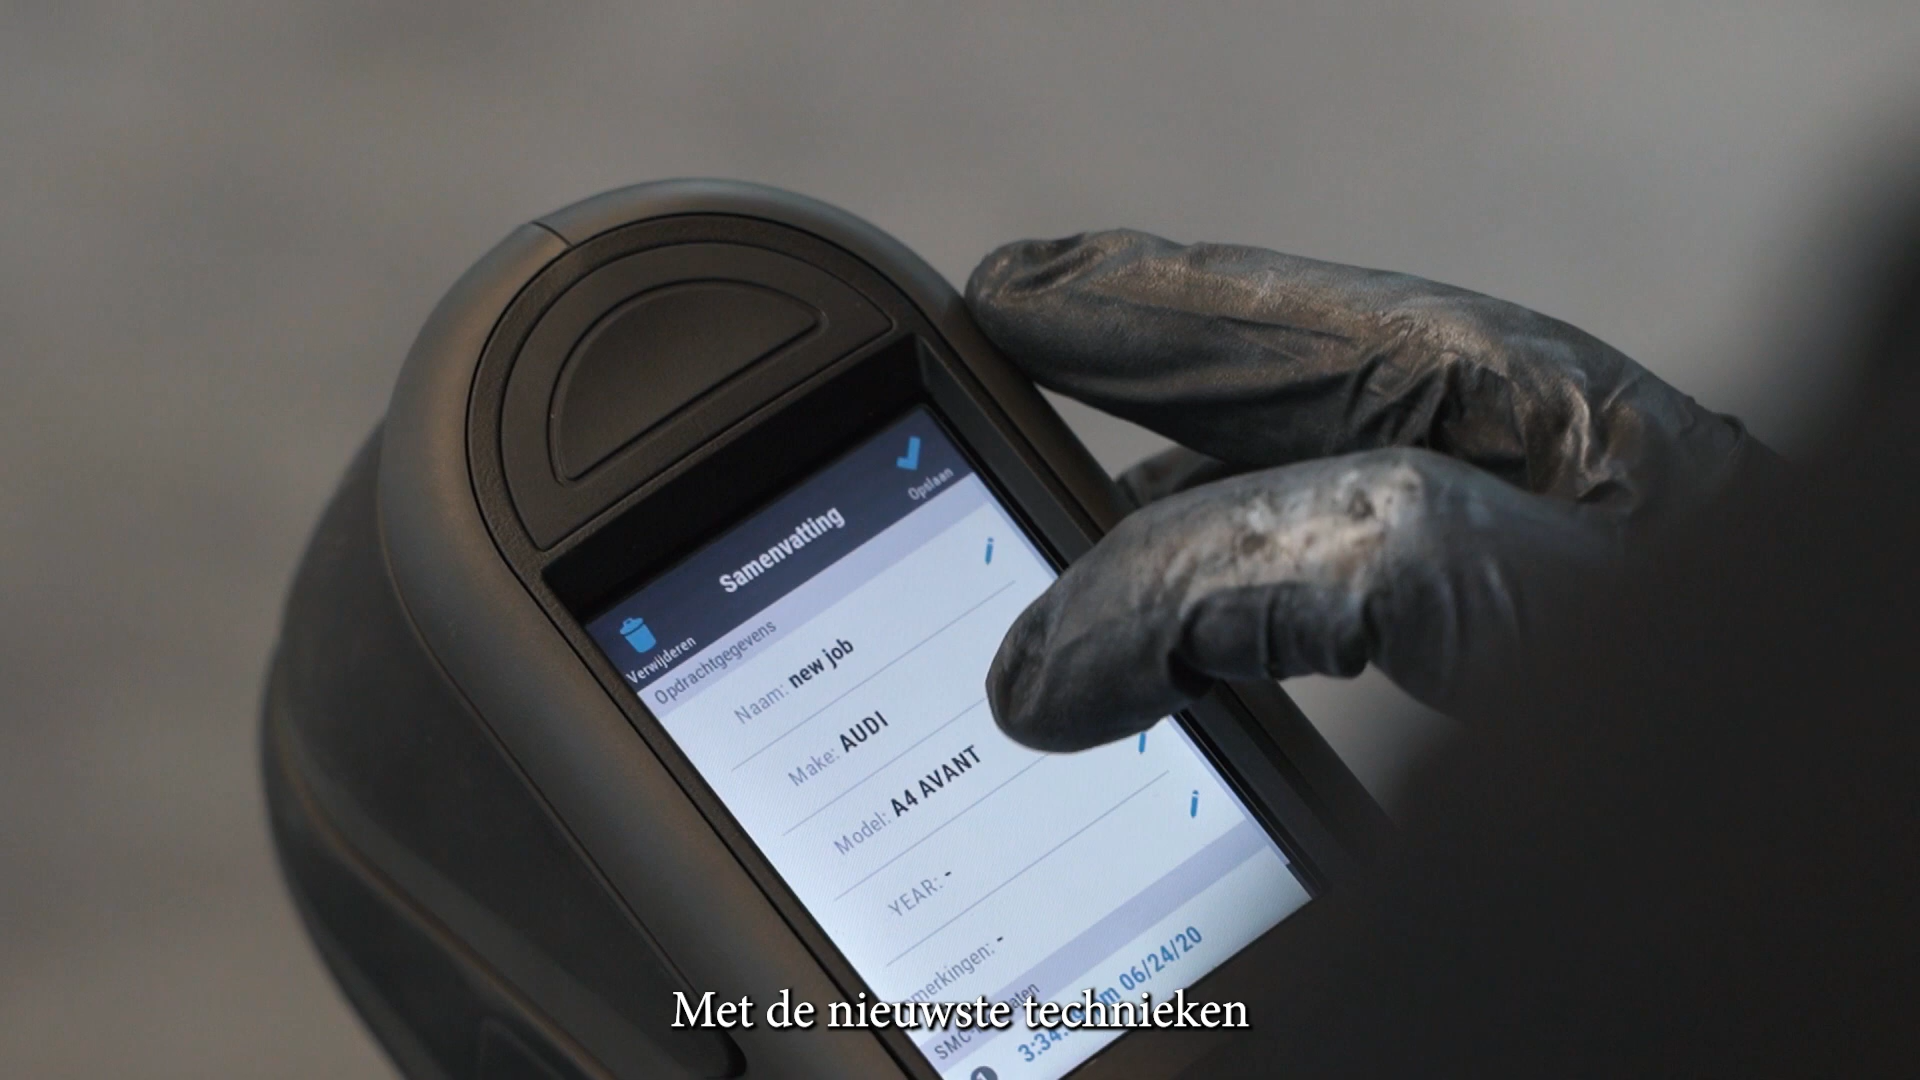 Opslaan
Samenvatting
Verwijderen
Opdrachtgegevens
Naam: new job
Make: AUDI
Model: A4 AVANT
YEAR: -
06/24/20
Met de nieuwste technieken